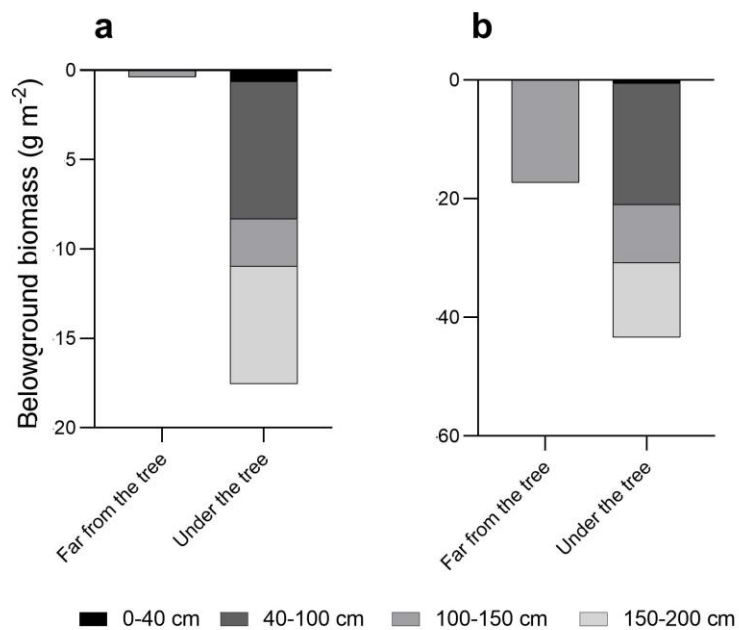 a
b
Belowground biomass (g m⁻²)
0
5
-10
-15
-20
0
-20
-40
-60
Far from the tree
Under the tree
Far from the tree
Under the tree
0-40 cm
40-100 cm
100-150 cm
150-200 cm